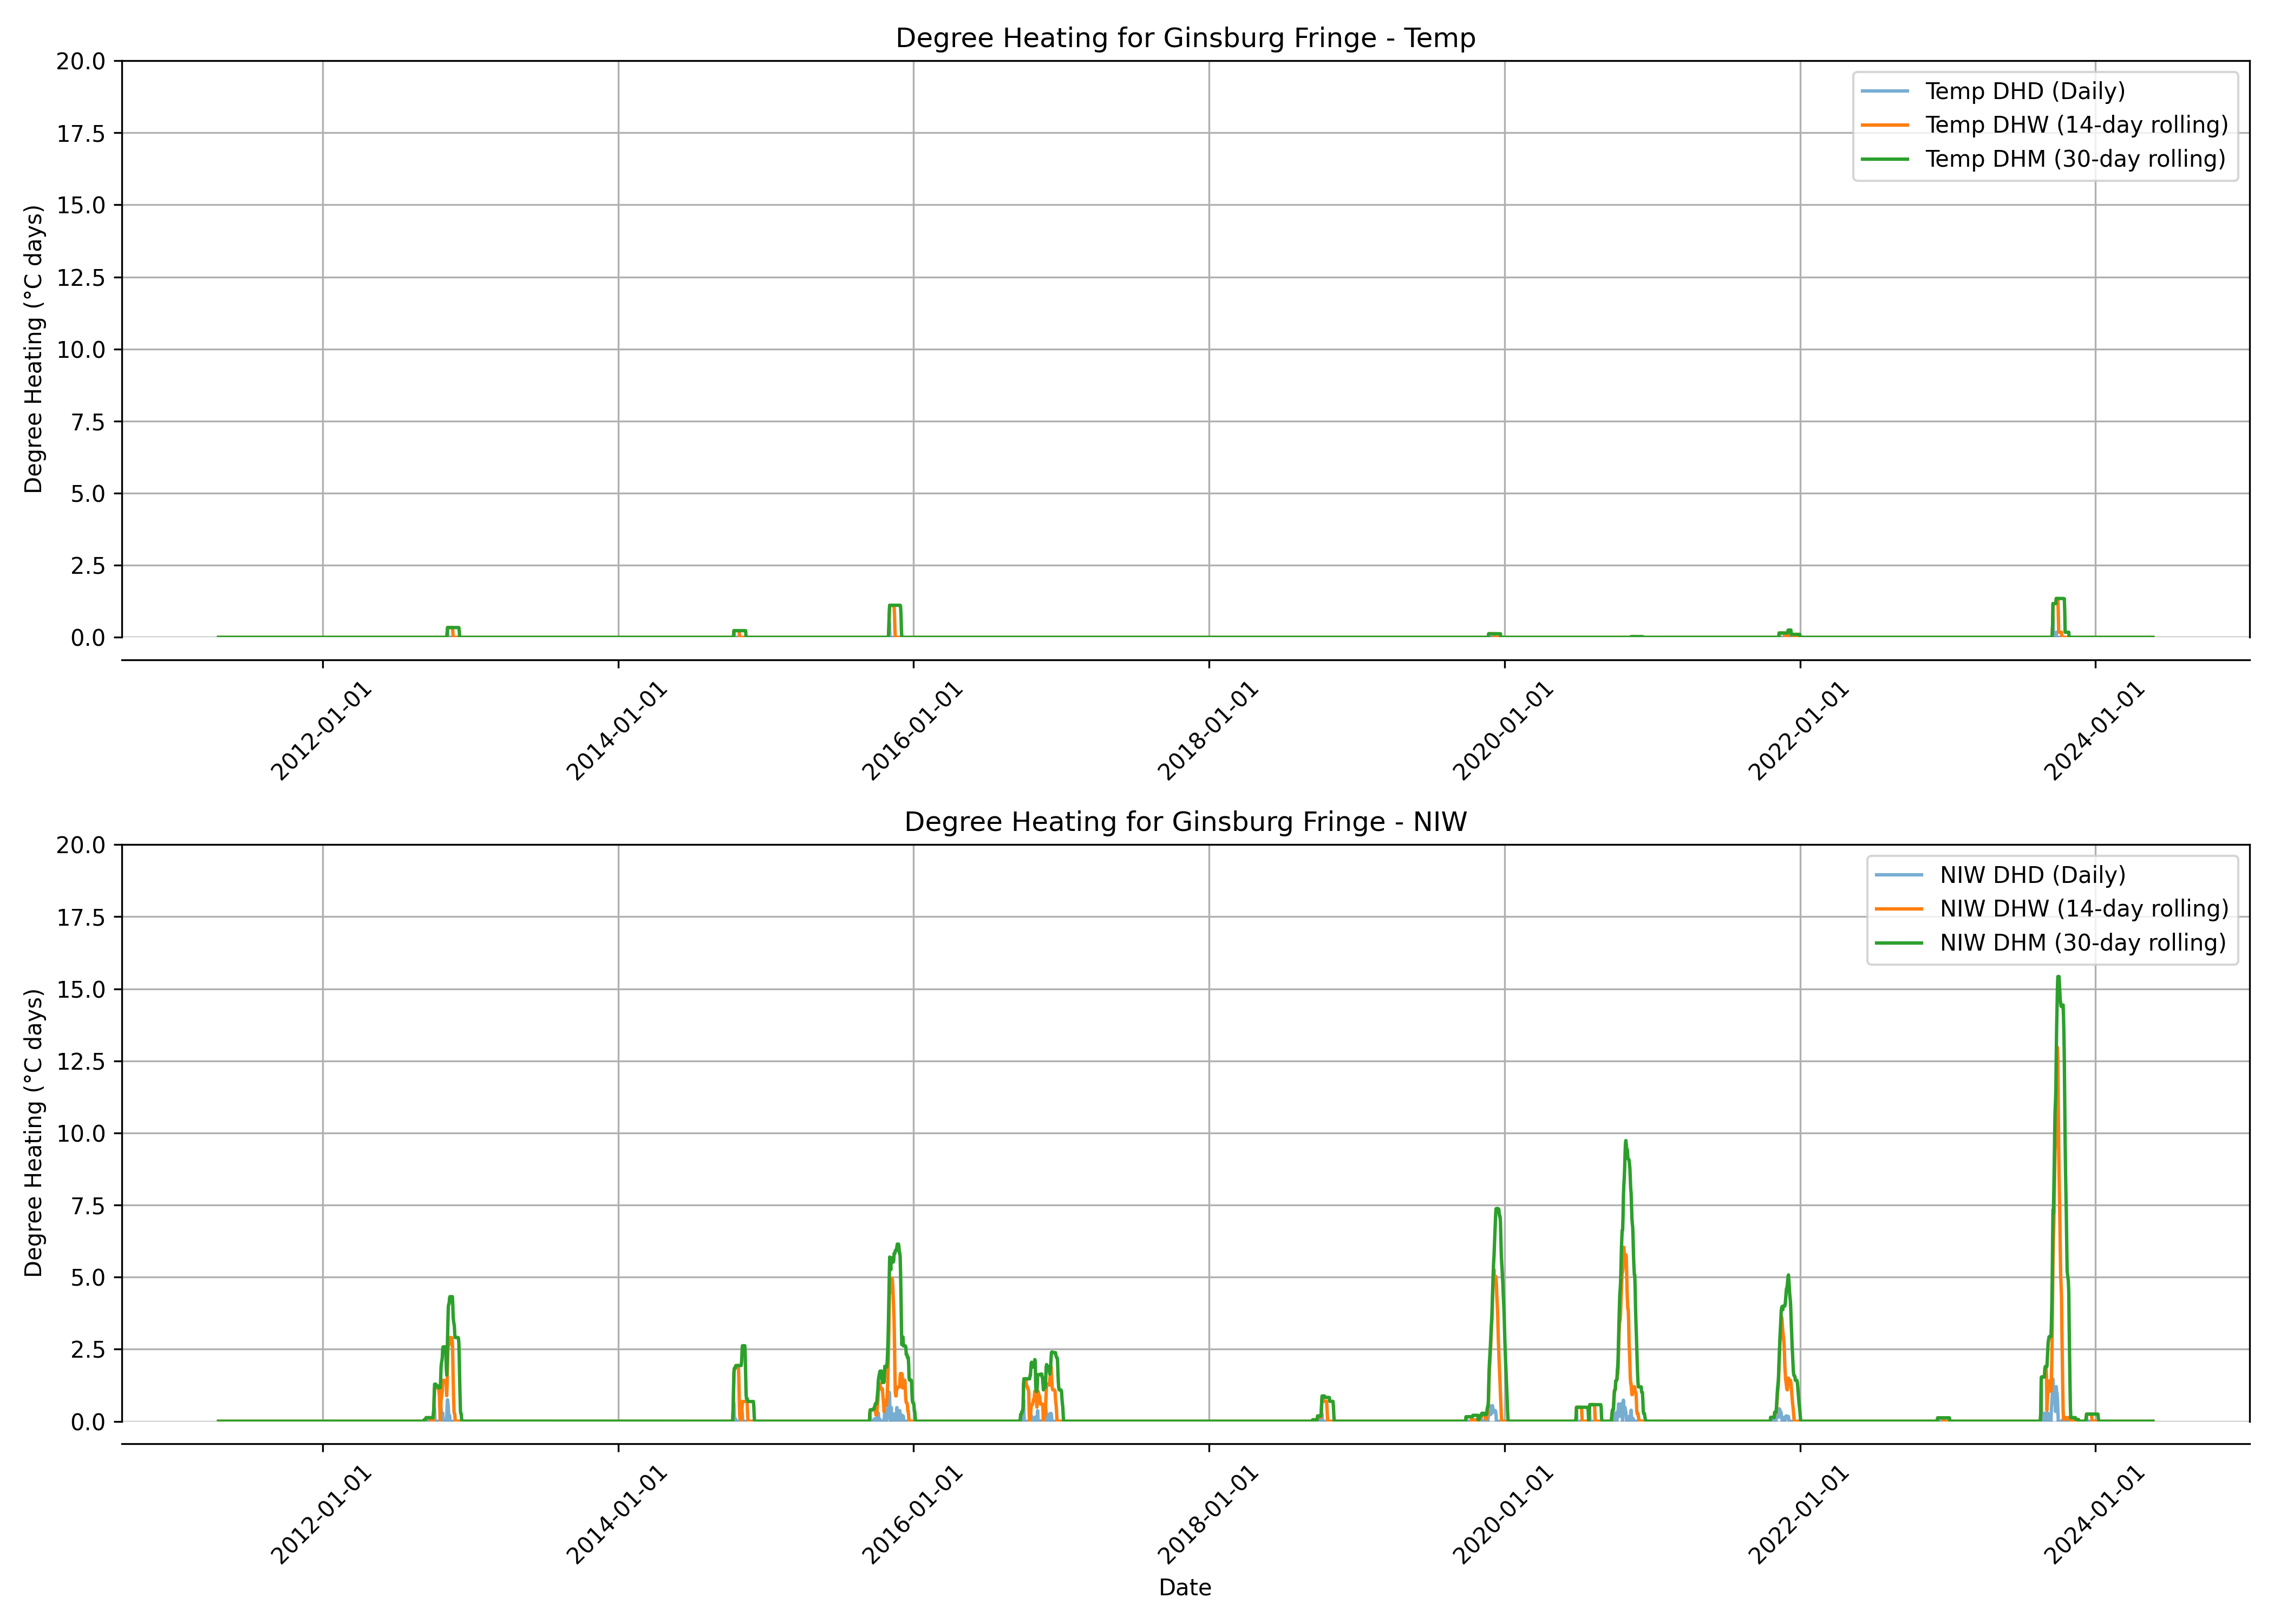 Degree Heating for Ginsburg Fringe - Temp
Degree Heating (°C days)
20.0
17.5
15.0
12.5
10.0
7.5
5.0
2.5
0.0
Temp DHD (Daily)
Temp DHW (14-day rolling)
Temp DHM (30-day rolling)
2012-01-01
2014-01-01
2016-01-01
2018-01-01
2020-01-01
2022-01-01
2024-01-01
Degree Heating for Ginsburg Fringe - NIW
Degree Heating (°C days)
20.0
17.5
15.0
12.5
10.0
7.5
5.0
2.5
0.0
NIW DHD (Daily)
NIW DHW (14-day rolling)
NIW DHM (30-day rolling)
2012-01-01
2014-01-01
2016-01-01
2018-01-01
2020-01-01
2022-01-01
2024-01-01
Date